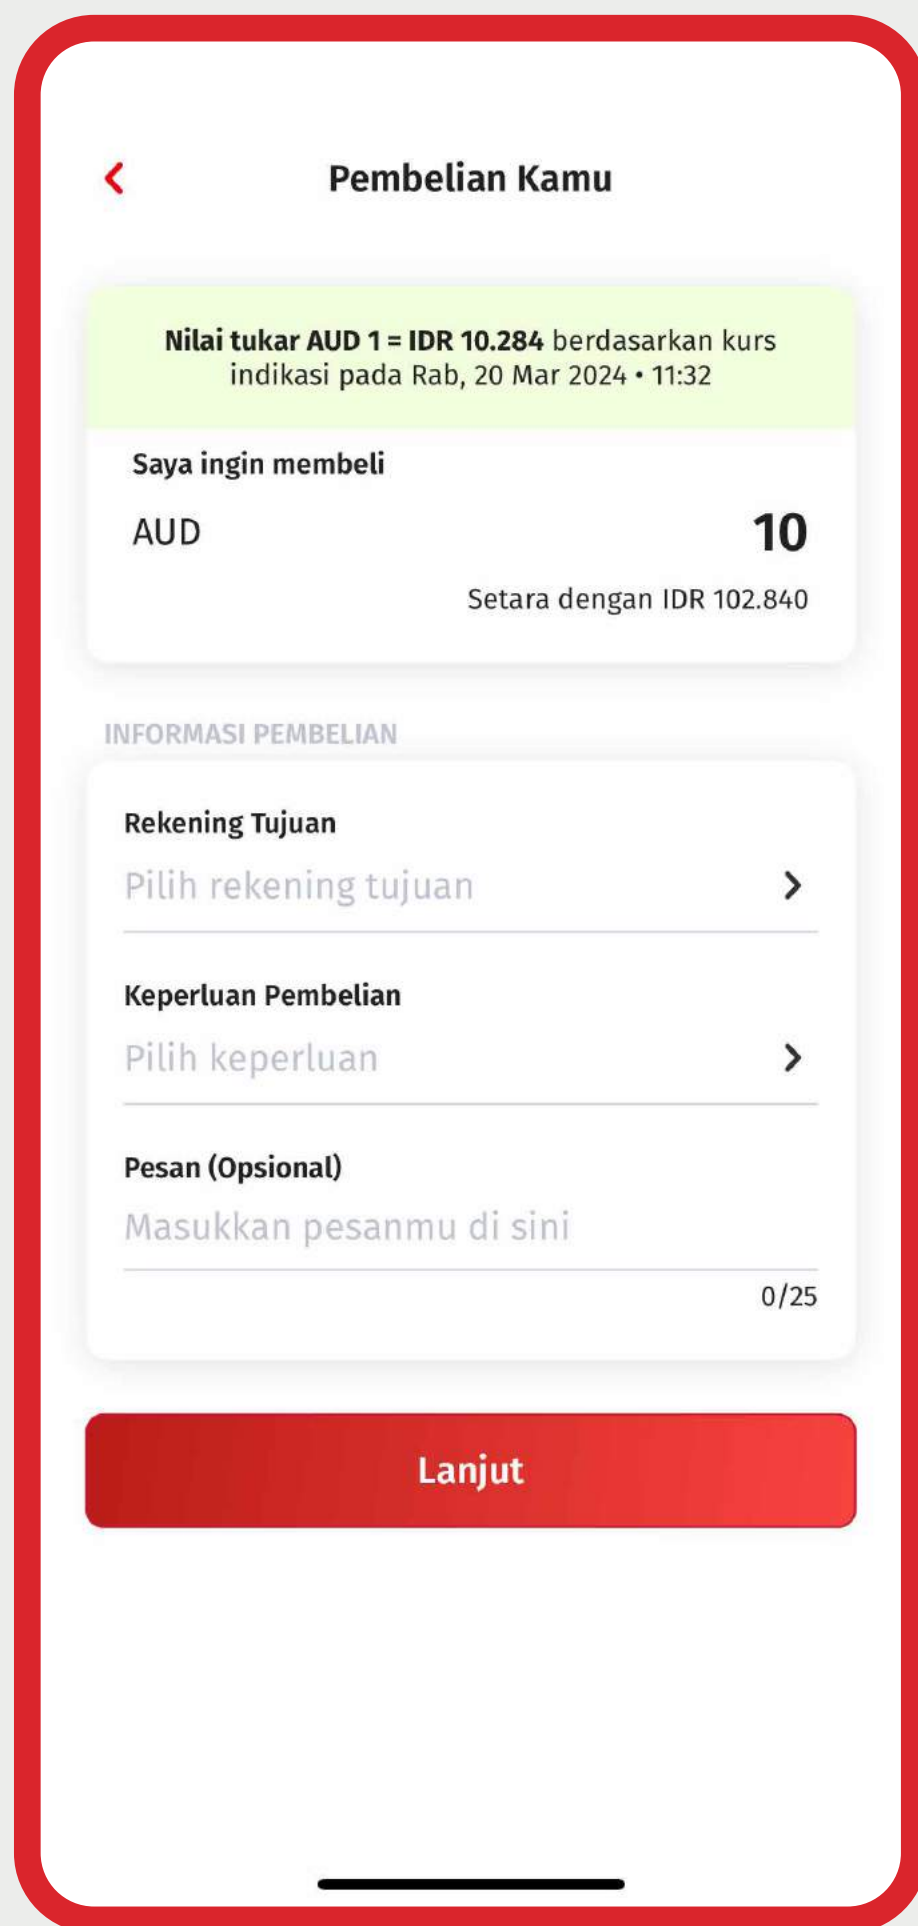 Pembelian Kamu
Nilai tukar AUD 1 = IDR 10.284 berdasarkan kurs
indikasi pada Rab, 20 Mar 2024 • 11:32
Saya ingin membeli
AUD 10
Setara dengan IDR 102.840
INFORMASI PEMBELIAN
Rekening Tujuan
Pilih rekening tujuan
Keperluan Pembelian
Pilih keperluan
Pesan (Opsional)
Masukkan pesanmu di sini
0/25
Lanjut